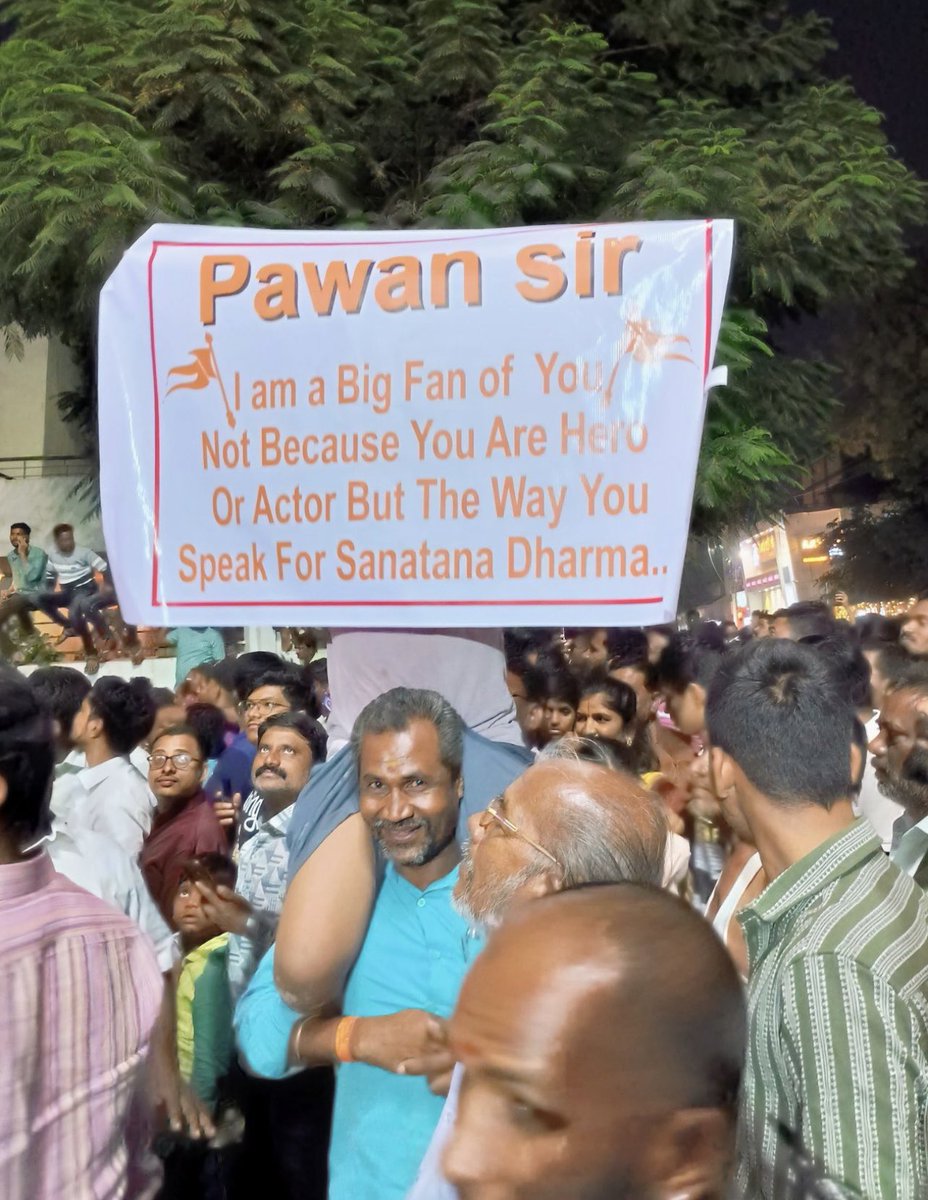 Pawan sir
I am a Big Fan of You
Not Because You Are Hero
Or Actor But The Way You
Speak For Sanatana Dharma..